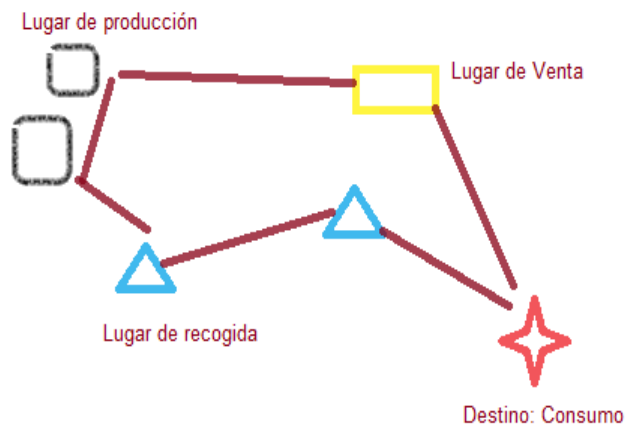 Lugar de producción
Lugar de Venta
Lugar de recogida
Destino: Consumo